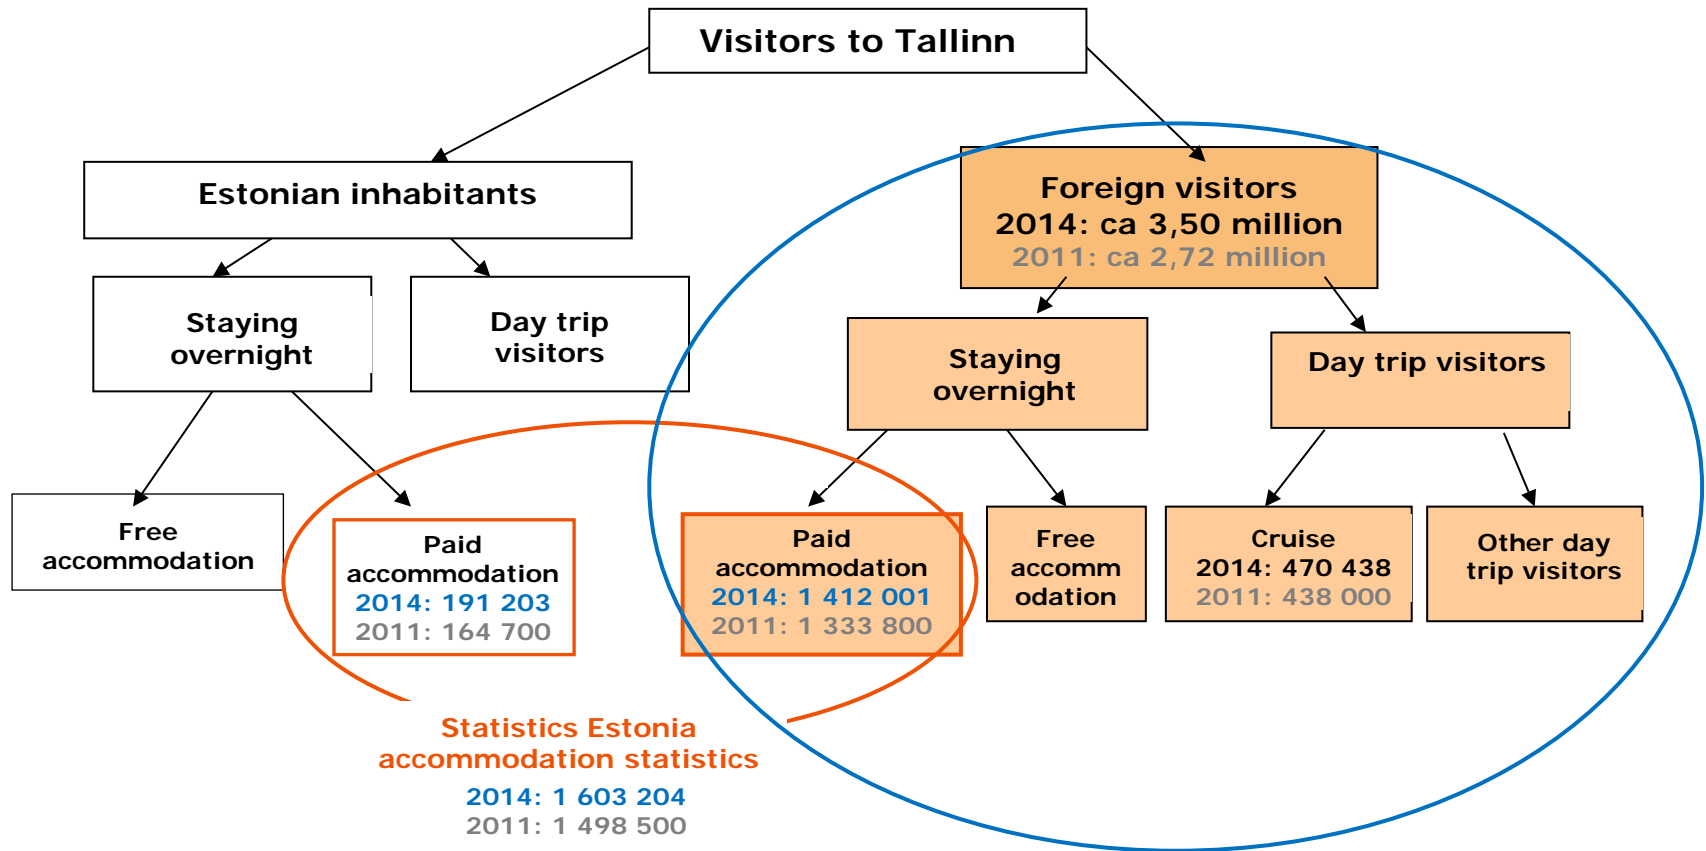 Visitors to Tallinn
Estonian inhabitants
Foreign visitors
2014: ca 3,50 million
2011: ca 2,72 million
Staying
overnight
Day trip
visitors
Staying
overnight
Day trip visitors
Free
accommodation
Paid
accommodation
2014: 191 203
2011: 164 700
Paid
accommodation
2014: 1 412 001
2011: 1 333 800
Free
accomm
odation
Cruise
2014: 470 438
2011: 438 000
Other day
trip visitors
Statistics Estonia
accommodation statistics
2014: 1 603 204
2011: 1 498 500